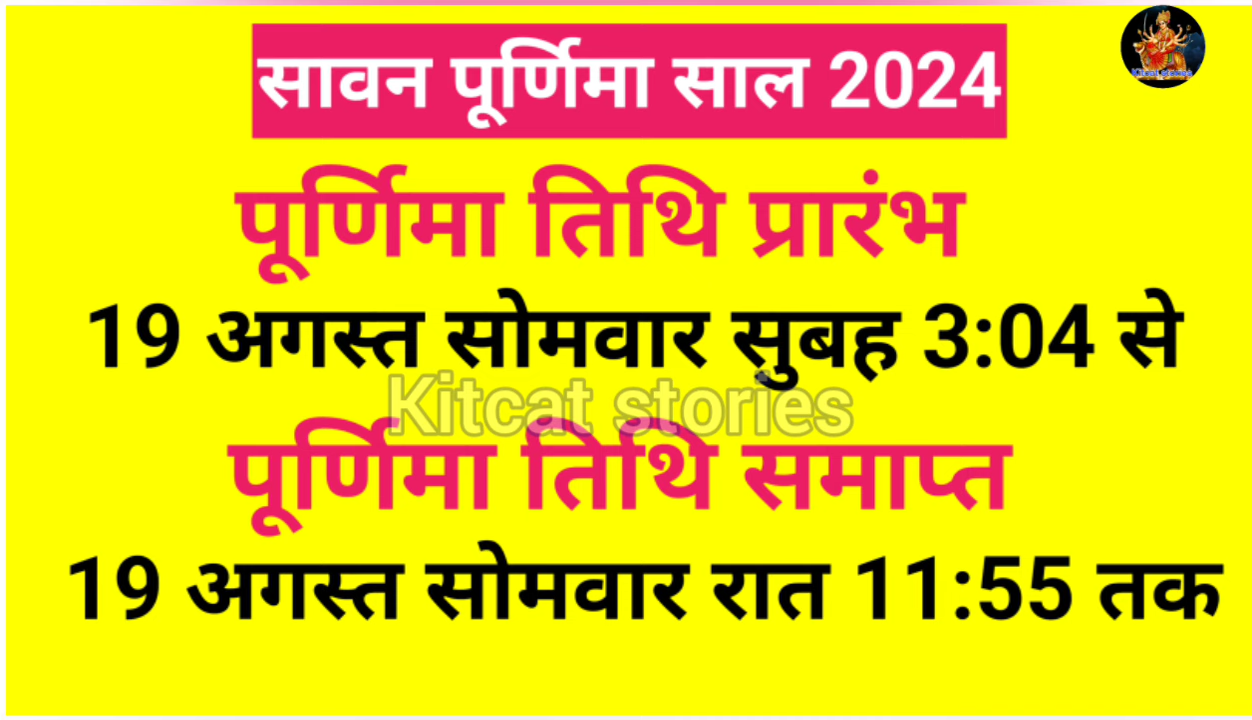 सावन पूर्णिमा साल 2024
पूर्णिमा तिथि प्रारंभ
19 अगस्त सोमवार सुबह 3:04 से
Kitcat stories
पूर्णिमा तिथि समाप्त
19 अगस्त सोमवार रात 11:55 तक